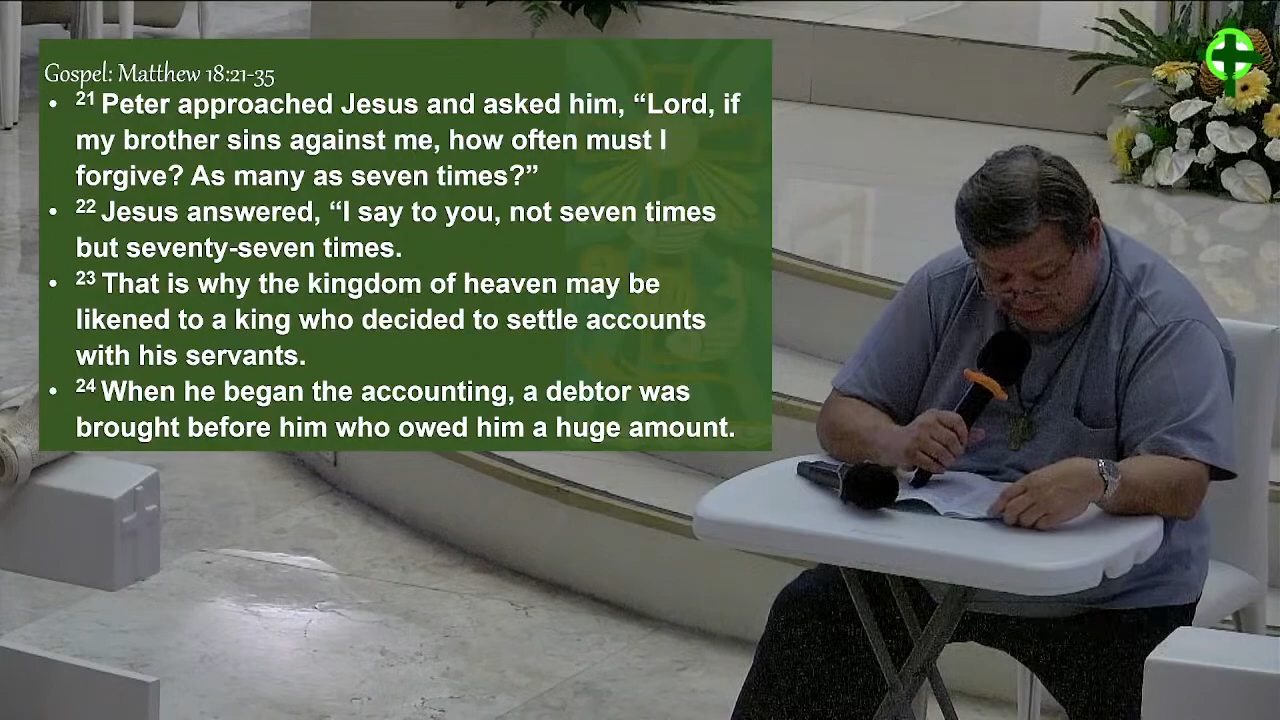 Gospel: Matthew 18:21-35
• 21 Peter approached Jesus and asked him, “Lord, if
my brother sins against me, how often must I
forgive? As many as seven times?”
• 22 Jesus answered, “I say to you, not seven times
but seventy-seven times.
• 23 That is why the kingdom of heaven may be
likened to a king who decided to settle accounts
with his servants.
• 24 When he began the accounting, a debtor was
brought before him who owed him a huge amount.